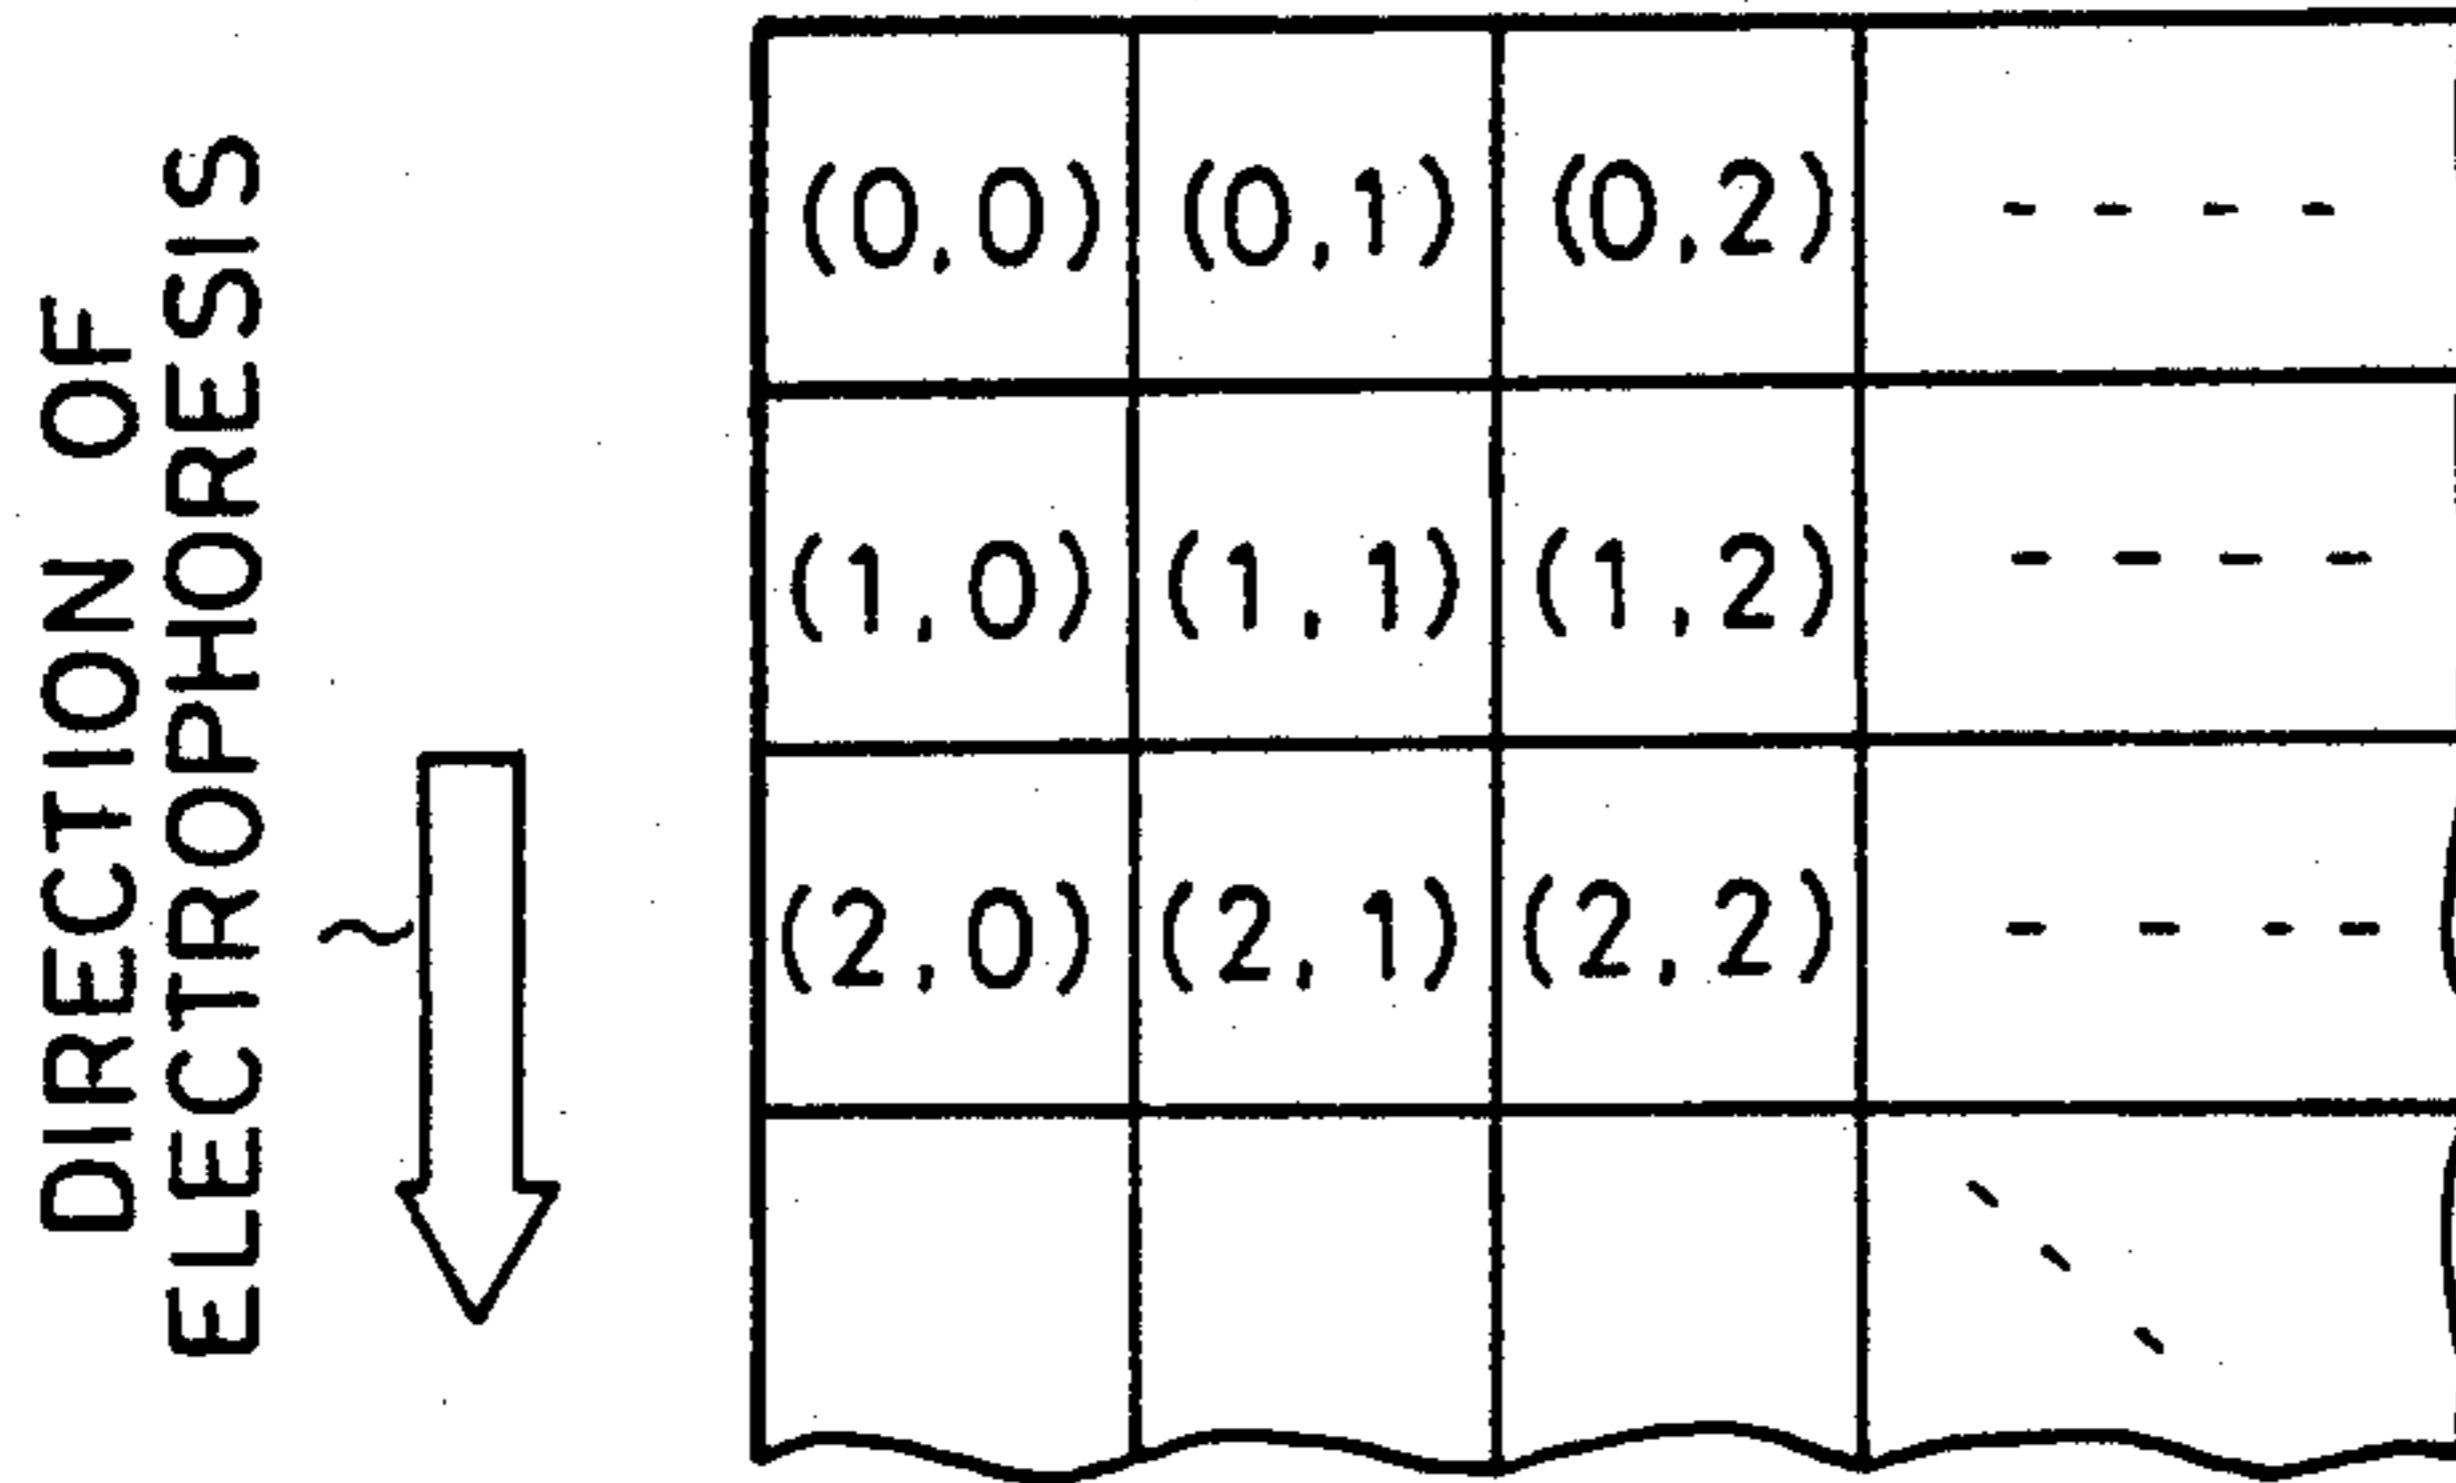 DIRECTION OF
ELECTROPHORESIS
(0,0) (0,1) (0,2) - - - -
(1,0) (1,1) (1,2) - - - -
(2,0) (2,1) (2,2) - - - -